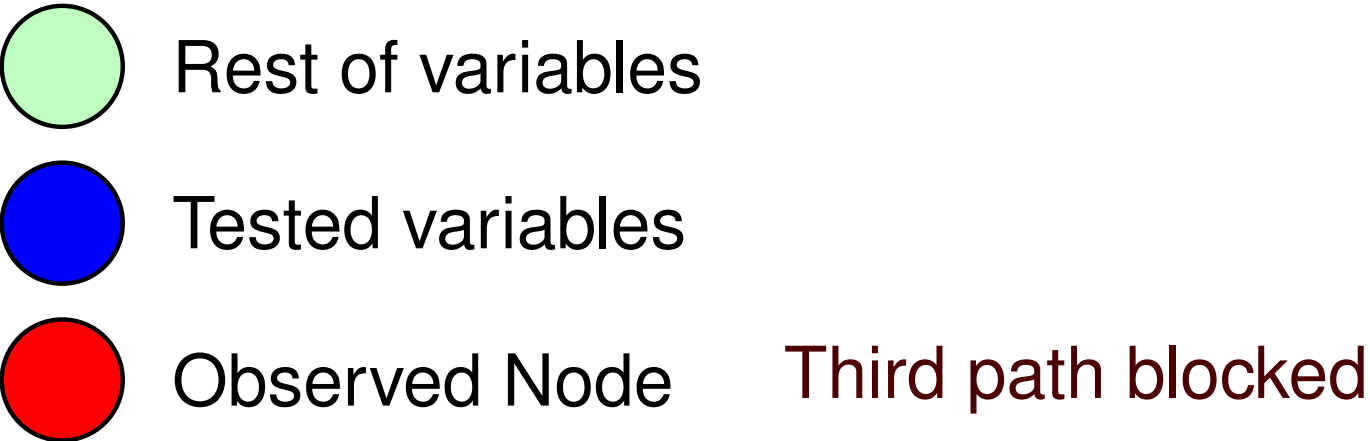 Rest of variables
Tested variables
Observed Node
Third path blocked